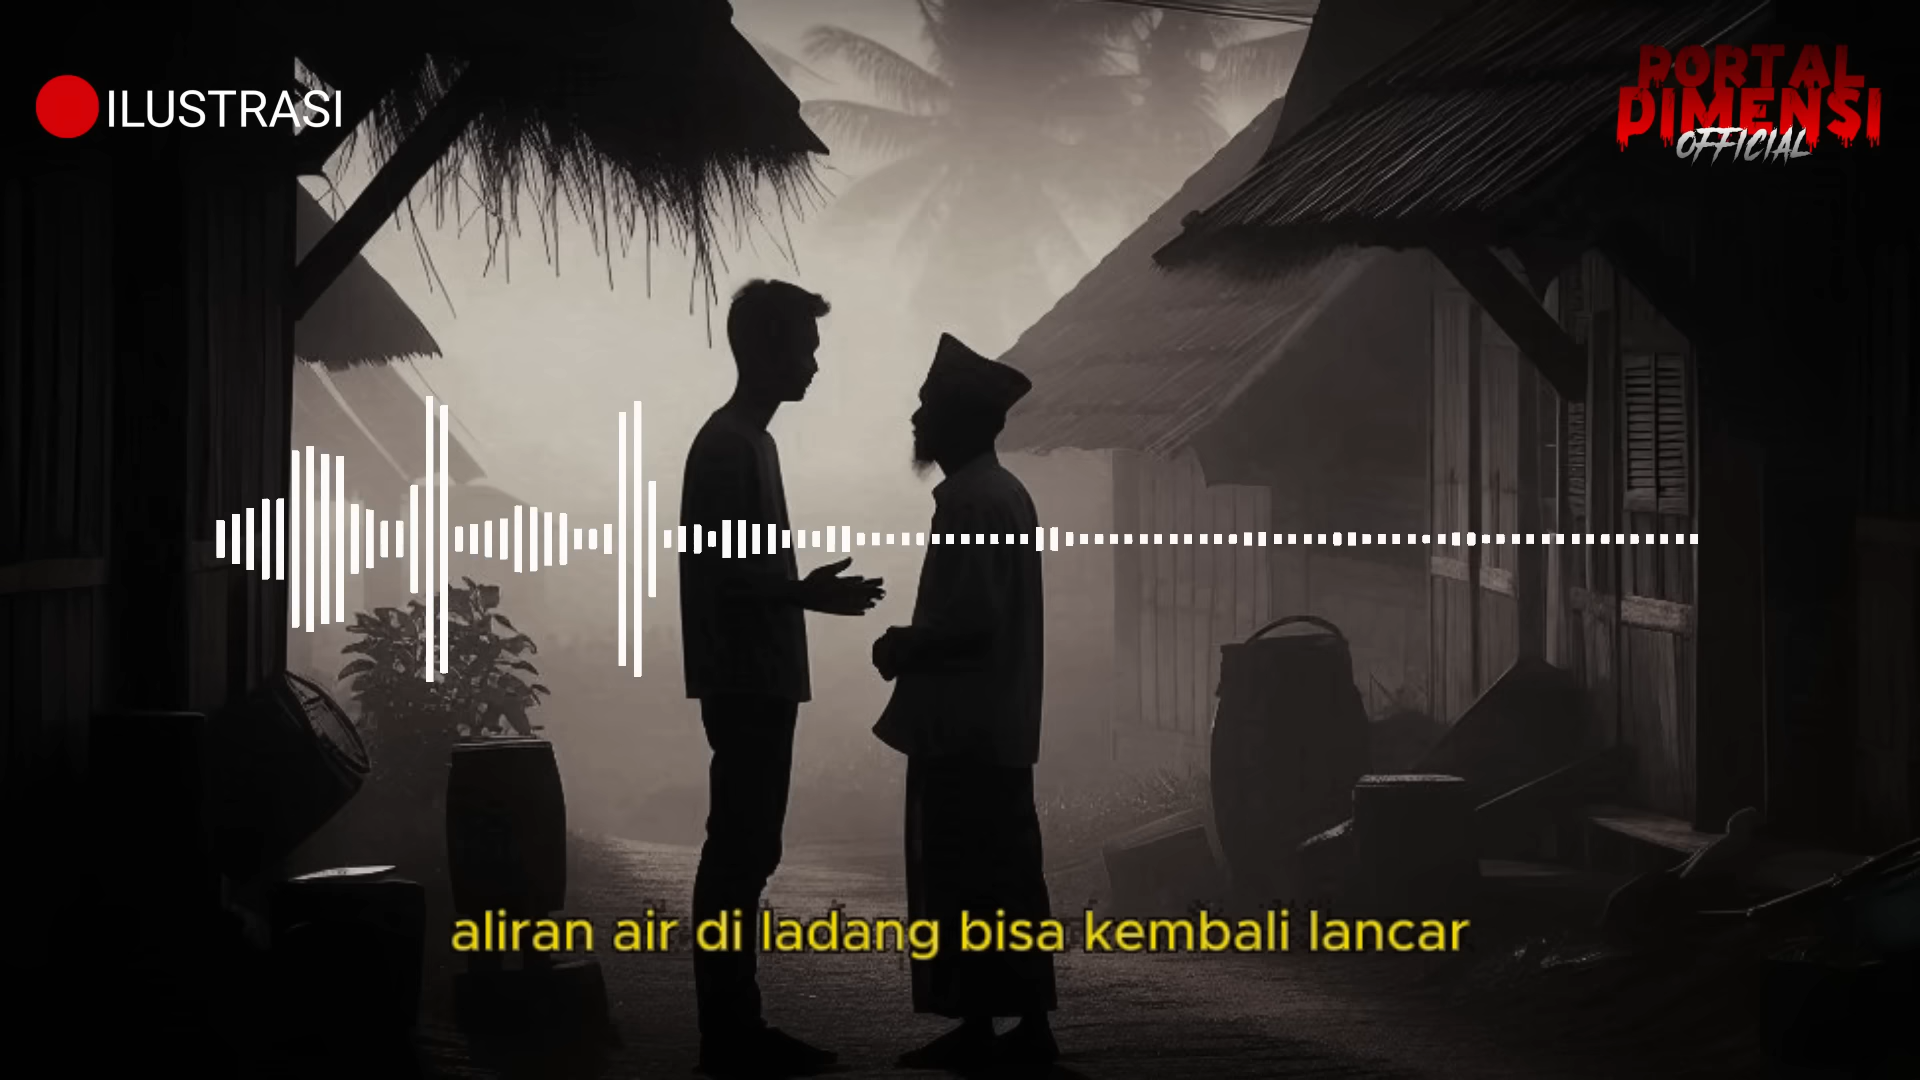 ILUSTRASI
PORTAL
DIMENSI
OFFICIAL
aliran air di ladang bisa kembali lancar